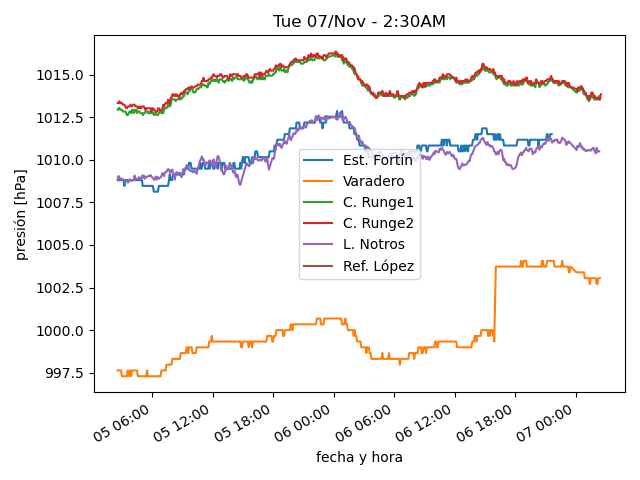 Tue 07/Nov - 2:30AM
presión [hPa]
1015.0
1012.5
1010.0
1007.5
1005.0
1002.5
1000.0
997.5
Est. Fortín
Varadero
C. Runge1
C. Runge2
L. Notros
Ref. López
05 06:00
05 12:00
05 18:00
06 00:00
06 06:00
06 12:00
06 18:00
07 00:00
fecha y hora